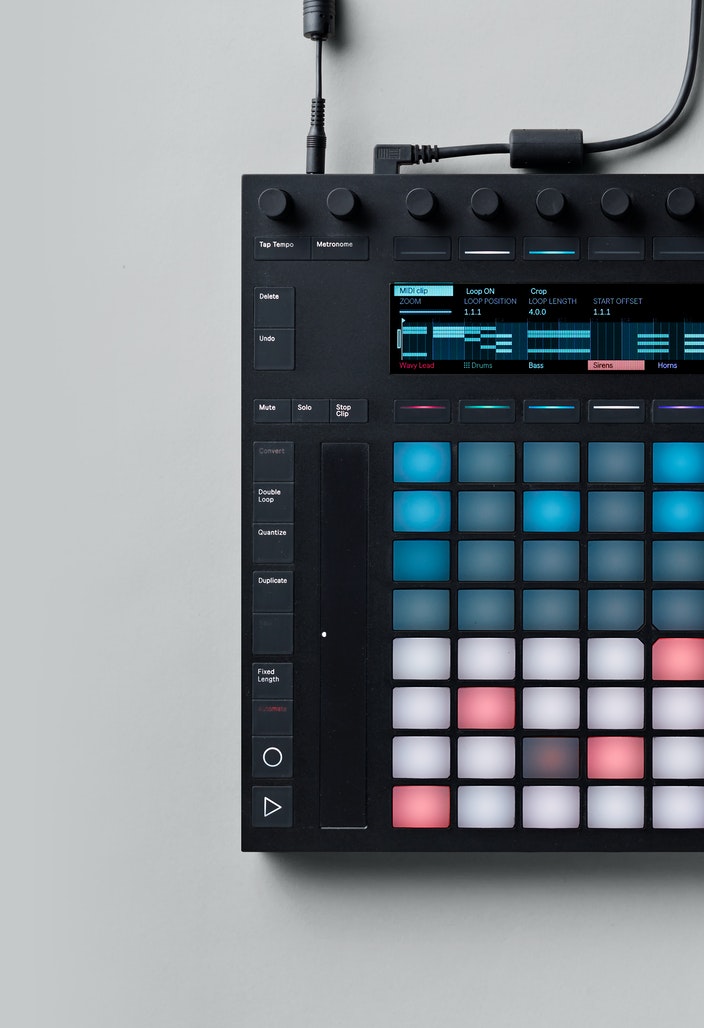 Tap Tempo Metronome
Delete
MIDI clip Loop ON Crop
ZOOM LOOP POSITION LOOP LENGTH START OFFSET
1.1.1 4.0.0 1.1.1
Undo
Wavy Lead Drums Bass Sirens Horns
Mute Solo Stop
Clip
Convert
Double
Loop
Quantize
Duplicate
Fixed
Length
Automate